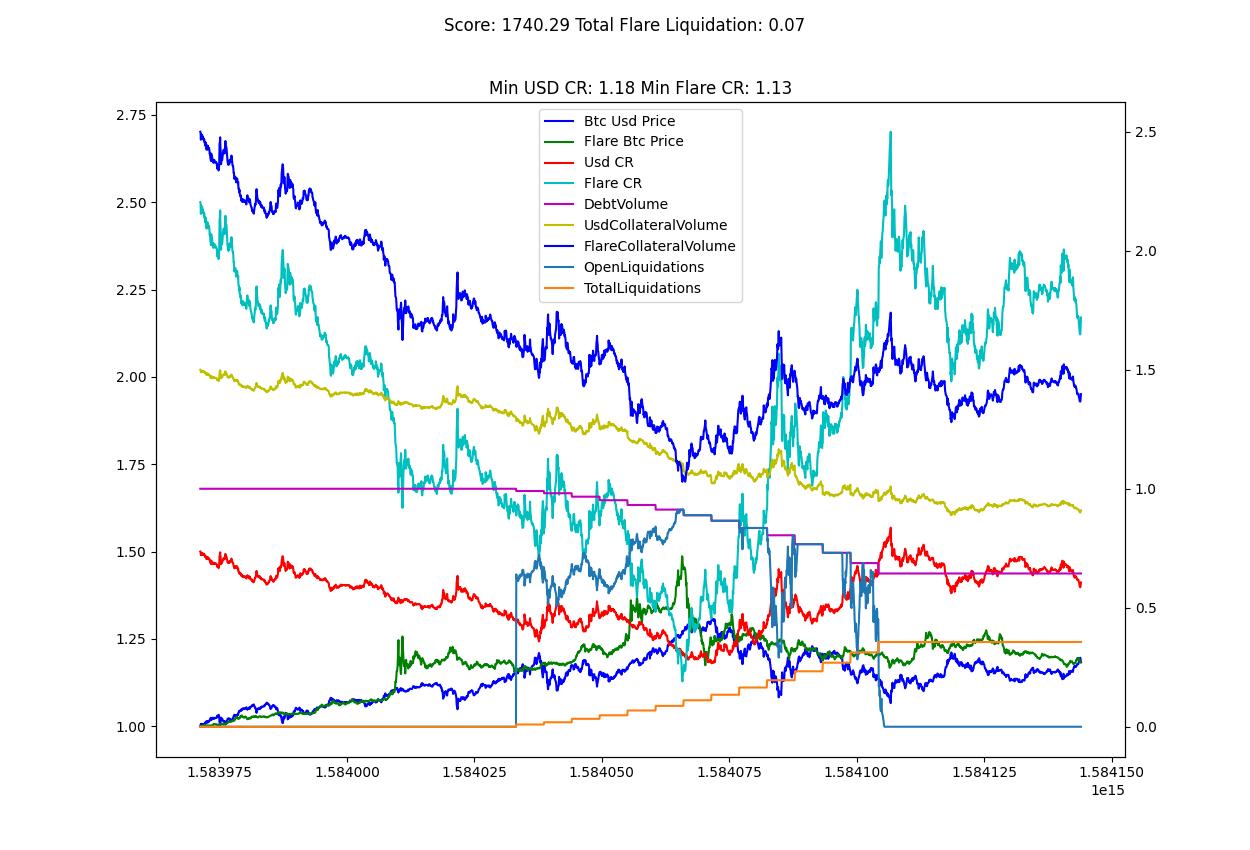 Score: 1740.29 Total Flare Liquidation: 0.07
Min USD CR: 1.18 Min Flare CR: 1.13
Btc Usd Price
Flare Btc Price
Usd CR
Flare CR
DebtVolume
UsdCollateralVolume
FlareCollateralVolume
OpenLiquidations
TotalLiquidations
2.75
2.50
2.25
2.00
1.75
1.50
1.25
1.00
2.5
2.0
1.5
1.0
0.5
0.0
1.583975 1.584000 1.584025 1.584050 1.584075 1.584100 1.584125 1.584150
1e15